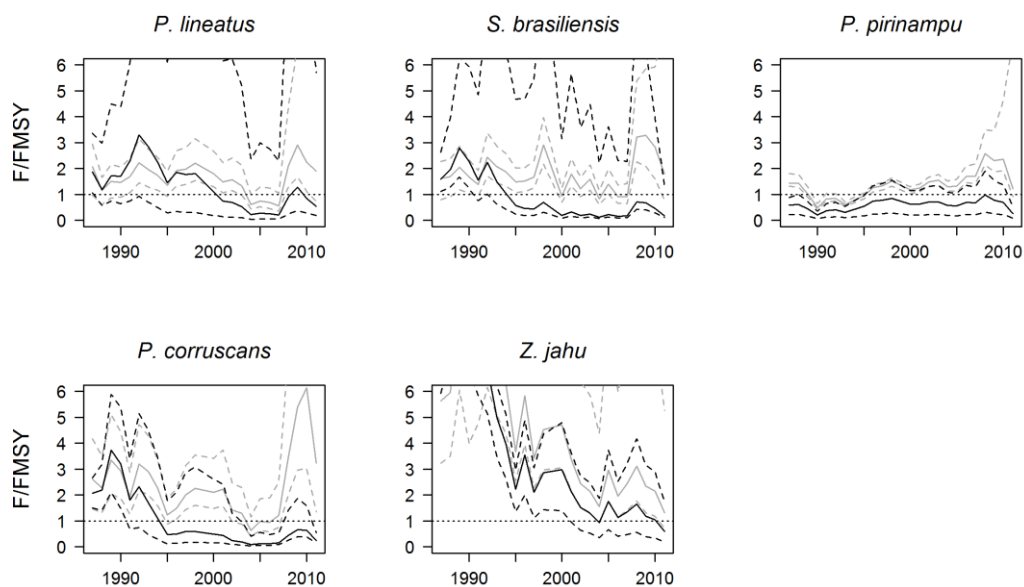 P. lineatus S. brasiliensis P. pirinampu
F/FMSY
6 6 6
5 5 5
4 4 4
3 3 3
2 2 2
1 1 1
0 0 0
1990 2000 2010 1990 2000 2010 1990 2000 2010
P. corruscans Z. jahu
F/FMSY
6 6
5 5
4 4
3 3
2 2
1 1
0 0
1990 2000 2010 1990 2000 2010